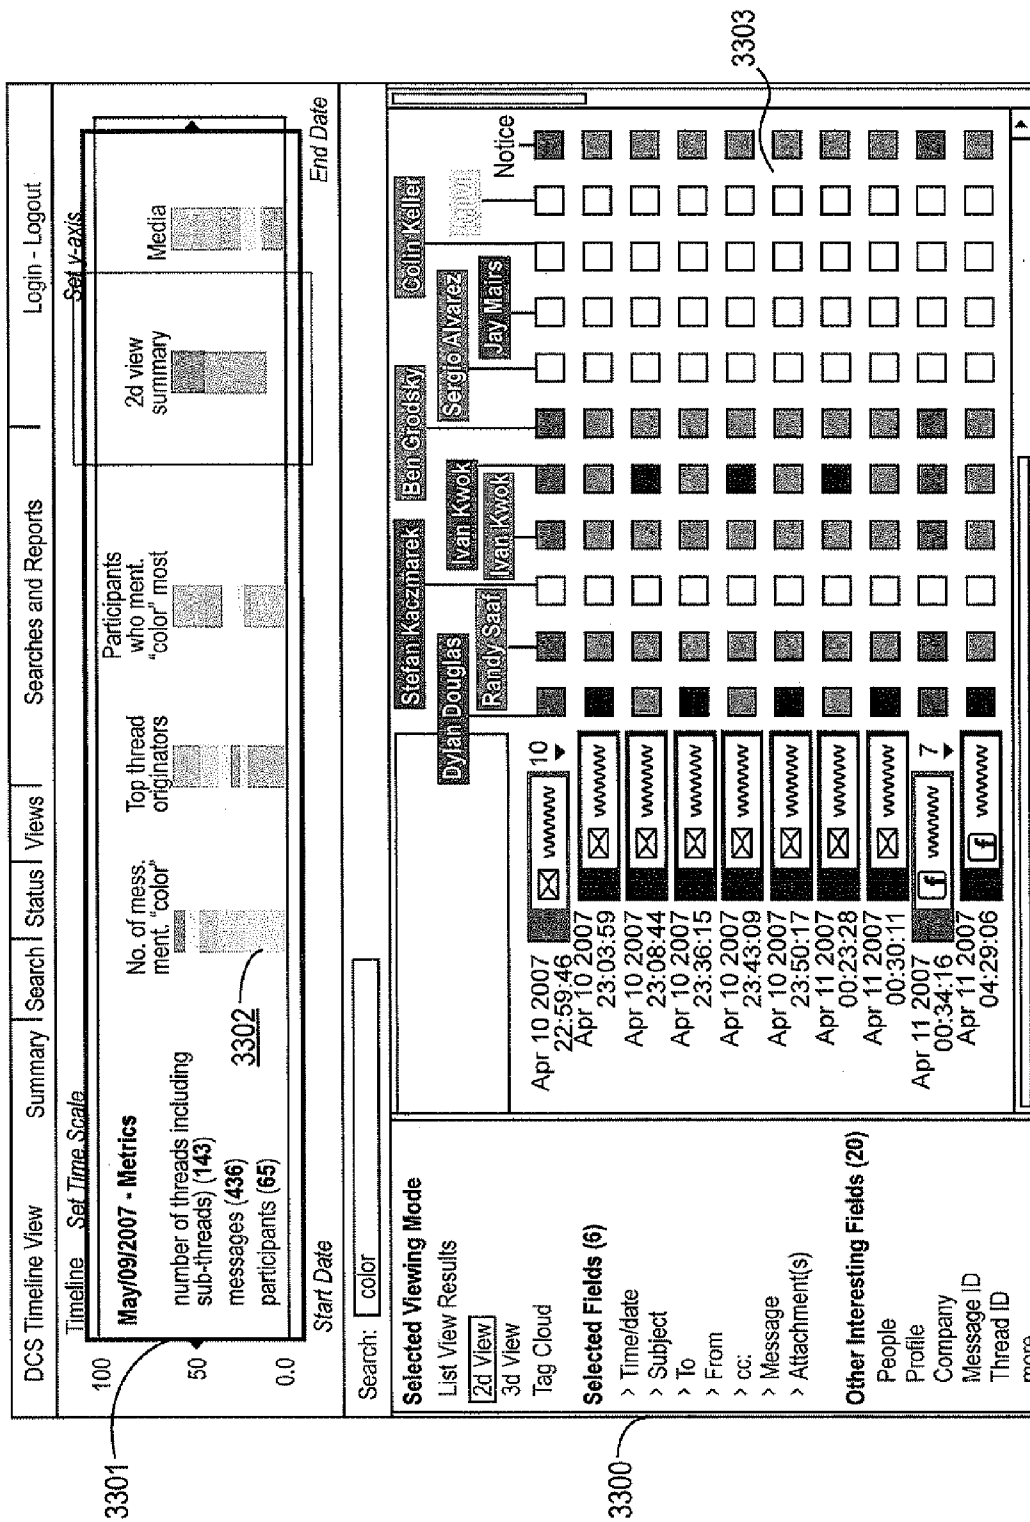 DCS Timeline View
Summary
Search
Status
Views
Searches and Reports
Login - Logout
Timeline
Set Time Scale
Set y-axis
100
50
0.0
May/09/2007 - Metrics
number of threads including
sub-threads) (143)
messages (436)
participants (65)
No. of mess.
ment. "color"
Top thread
originators
Participants
who ment.
"color" most
2d view
summary
Media
3301
3302
Start Date
End Date
Search:
color
Selected Viewing Mode
List View Results
2d View
3d View
Tag Cloud
Selected Fields (6)
> Time/date
> Subject
> To
> From
> cc:
> Message
> Attachment(s)
Other Interesting Fields (20)
People
Profile
Company
Message ID
Thread ID
more
3300
Dylan Douglas
Stefan Kaczmarek
Randy Saaf
Ivan Kwok
Ivan Kwok
Ben Grodsky
Sergio Alvarez
Jay Mairs
Colin Keller
Notice
3303
Apr 10 2007
22:59:46
10
Apr 10 2007
23:03:59
Apr 10 2007
23:08:44
Apr 10 2007
23:36:15
Apr 10 2007
23:43:09
Apr 10 2007
23:50:17
Apr 11 2007
00:23:28
Apr 11 2007
00:30:11
Apr 11 2007
00:34:16
f
7
Apr 11 2007
04:29:06
f